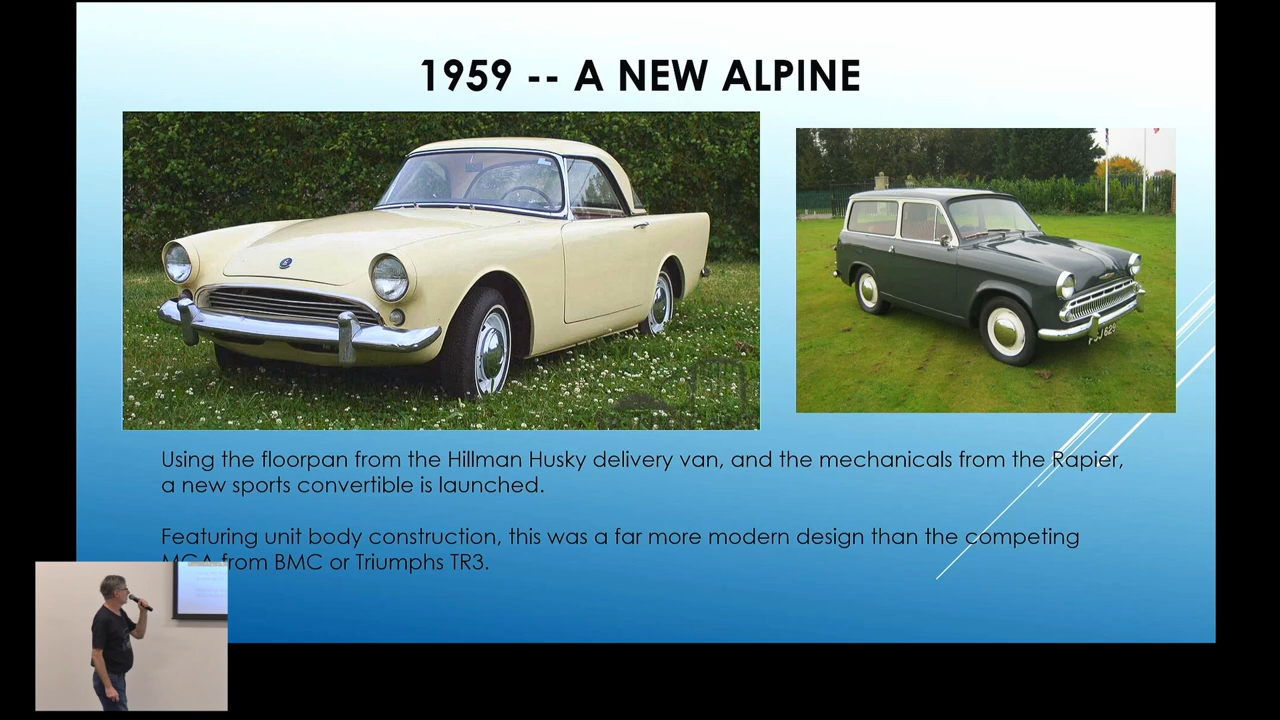 1959 -- A NEW ALPINE
Using the floorpan from the Hillman Husky delivery van, and the mechanicals from the Rapier,
a new sports convertible is launched.
Featuring unit body construction, this was a far more modern design than the competing
MGA from BMC or Triumphs TR3.